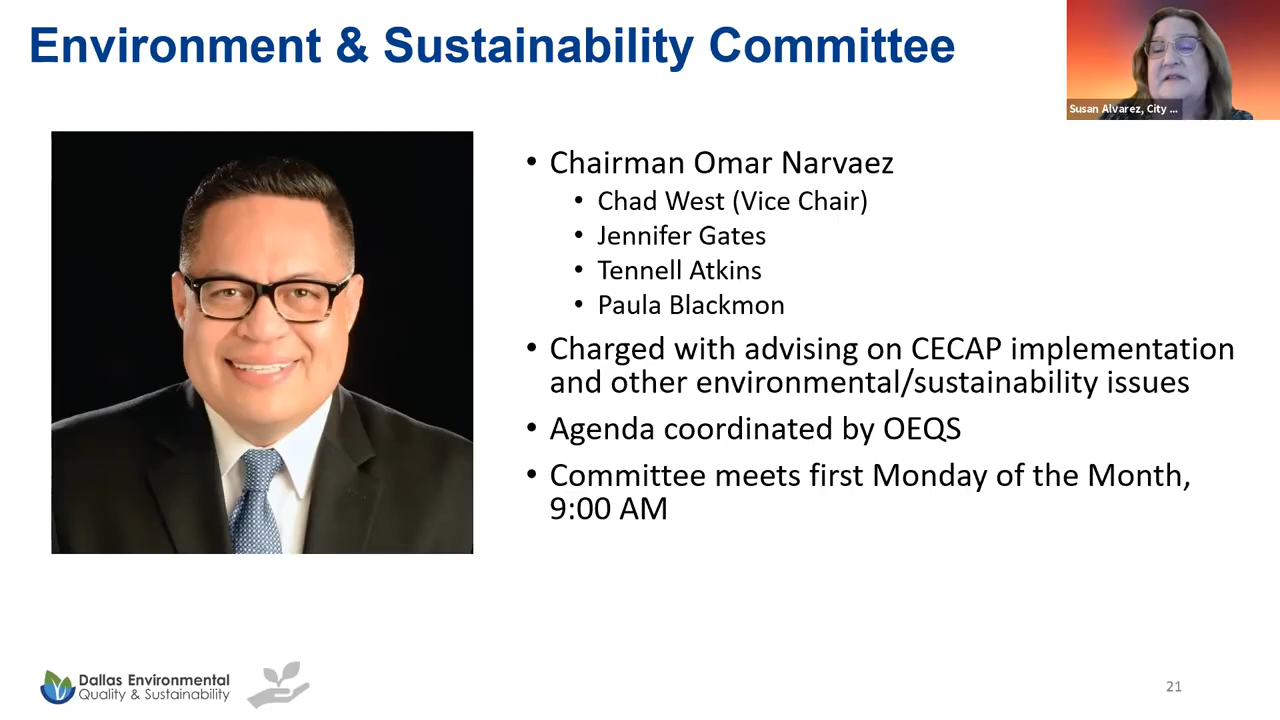 Environment & Sustainability Committee
Susan Alvarez, City ...
• Chairman Omar Narvaez
• Chad West (Vice Chair)
• Jennifer Gates
• Tennell Atkins
• Paula Blackmon
• Charged with advising on CECAP implementation
and other environmental/sustainability issues
• Agenda coordinated by OEQS
• Committee meets first Monday of the Month,
9:00 AM
Dallas Environmental
Quality & Sustainability
21